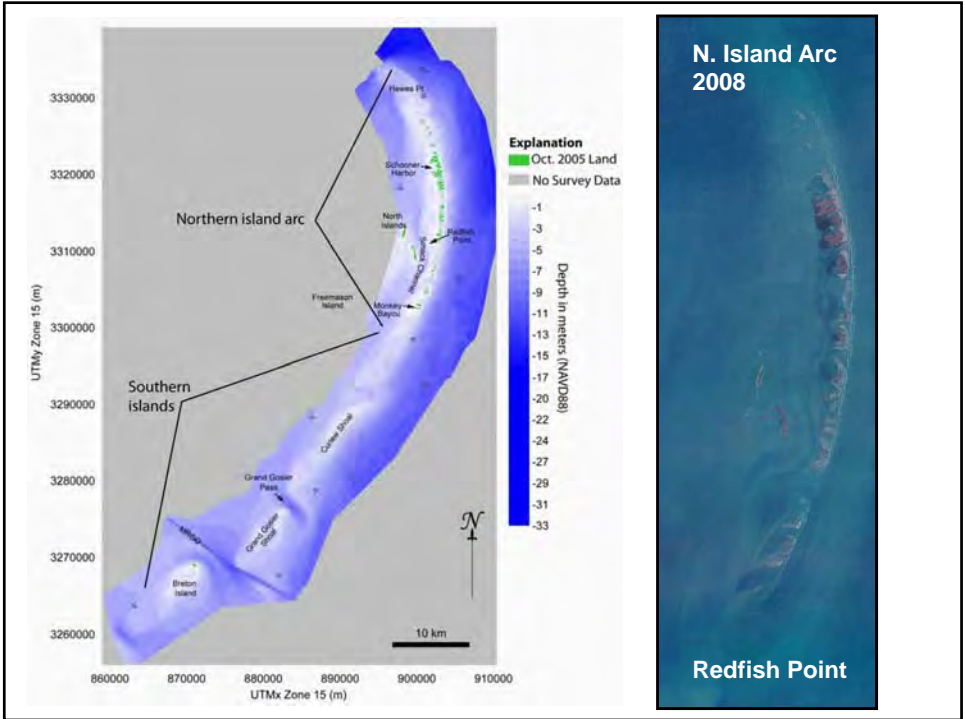 3330000
3320000
3310000
3300000
3290000
3280000
3270000
3260000
UTMy Zone 15 (m)
860000 870000 880000 890000 900000 910000
UTMx Zone 15 (m)
Hewes Pt
Schooner
Harbor
North
Islands
Redfish
Point
Freemason
Island
Monkey
Bayou
Northern island arc
Southern
islands
Curlew Shoal
Grand Gosier
Pass
Grand Gosier
Shoal
MRGO
Breton
Island
N
10 km
Explanation
Oct. 2005 Land
No Survey Data
-1
-3
-5
-7
-9
-11
-13
-15
-17
-20
-22
-24
-27
-29
-31
-33
Depth in meters (NAVD88)
N. Island Arc
2008
Redfish Point